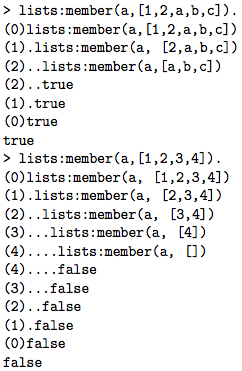 > lists:member(a,[1,2,a,b,c]).
(0)lists:member(a,[1,2,a,b,c])
(1).lists:member(a, [2,a,b,c])
(2)..lists:member(a,[a,b,c])
(2)..true
(1).true
(0)true
true
> lists:member(a,[1,2,3,4]).
(0)lists:member(a, [1,2,3,4])
(1).lists:member(a, [2,3,4])
(2)..lists:member(a, [3,4])
(3)...lists:member(a, [4])
(4)....lists:member(a, [])
(4)....false
(3)...false
(2)..false
(1).false
(0)false
false